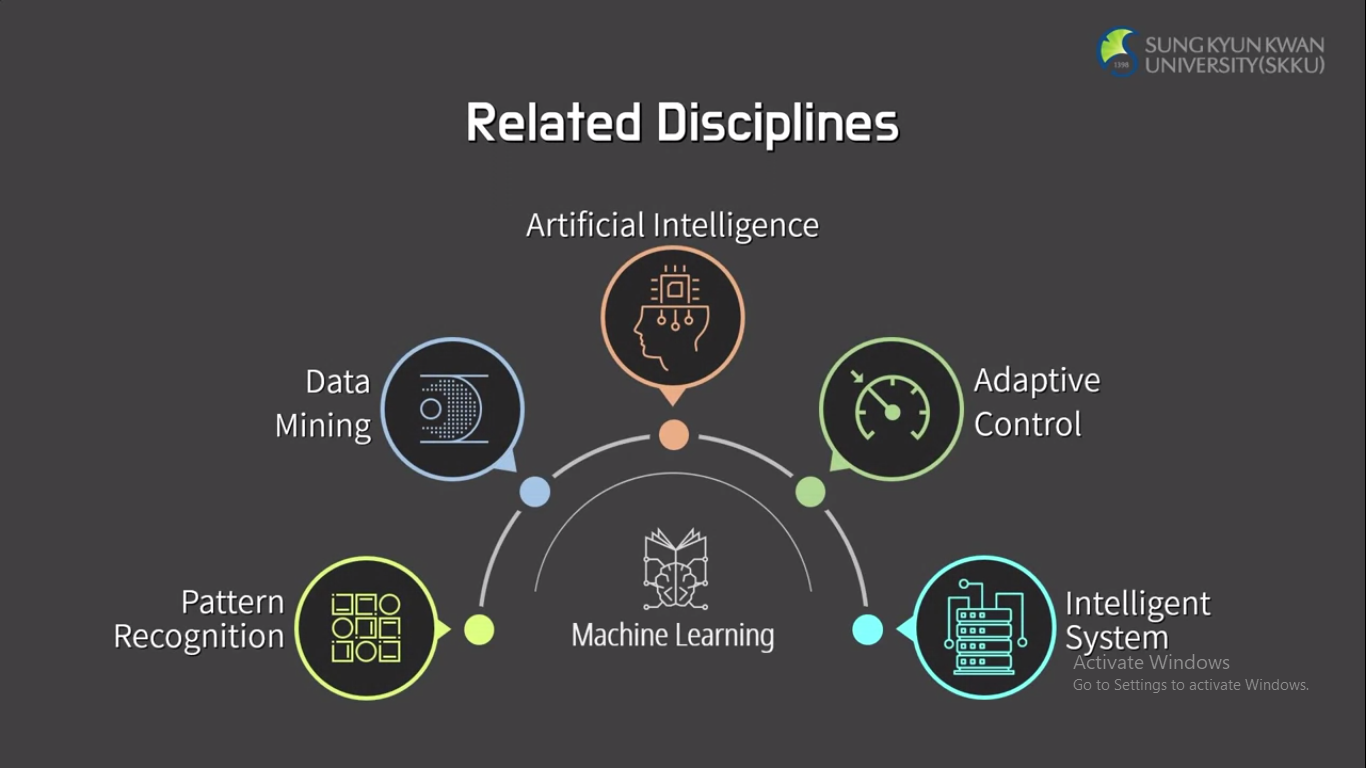 SUNG KYUN KWAN
UNIVERSITY(SKKU)
1398
Related Disciplines
Artificial Intelligence
Data
Mining
Adaptive
Control
Pattern
Recognition
Machine Learning
Intelligent
System
Activate Windows
Go to Settings to activate Windows.